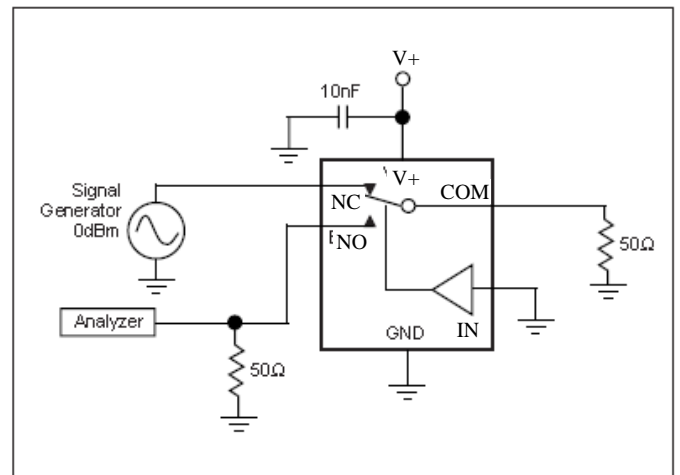 V+
10nF
V+
Signal
Generator
0dBm
NC
COM
NO
50Ω
Analyzer
GND
IN
50Ω